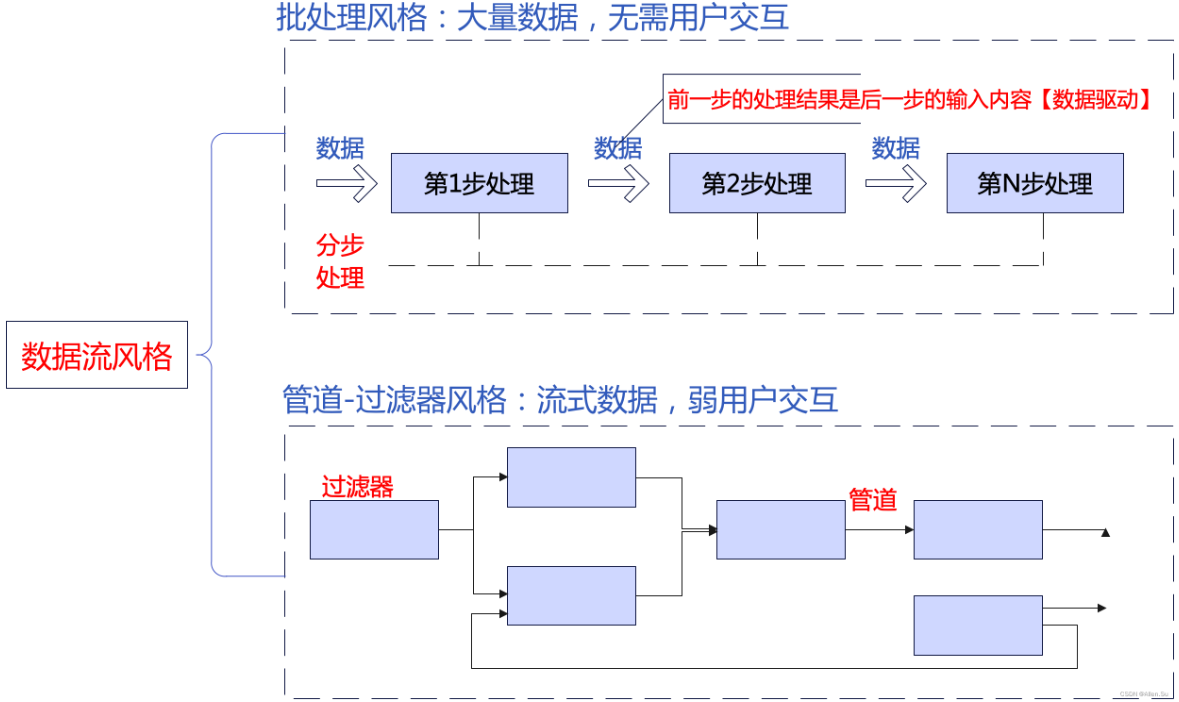 批处理风格：大量数据，无需用户交互
前一步的处理结果是后一步的输入内容【数据驱动】
数据
数据
数据
第1步处理
第2步处理
第N步处理
分步
处理
数据流风格
管道-过滤器风格：流式数据，弱用户交互
过滤器
管道
CSDN @Alen.Su